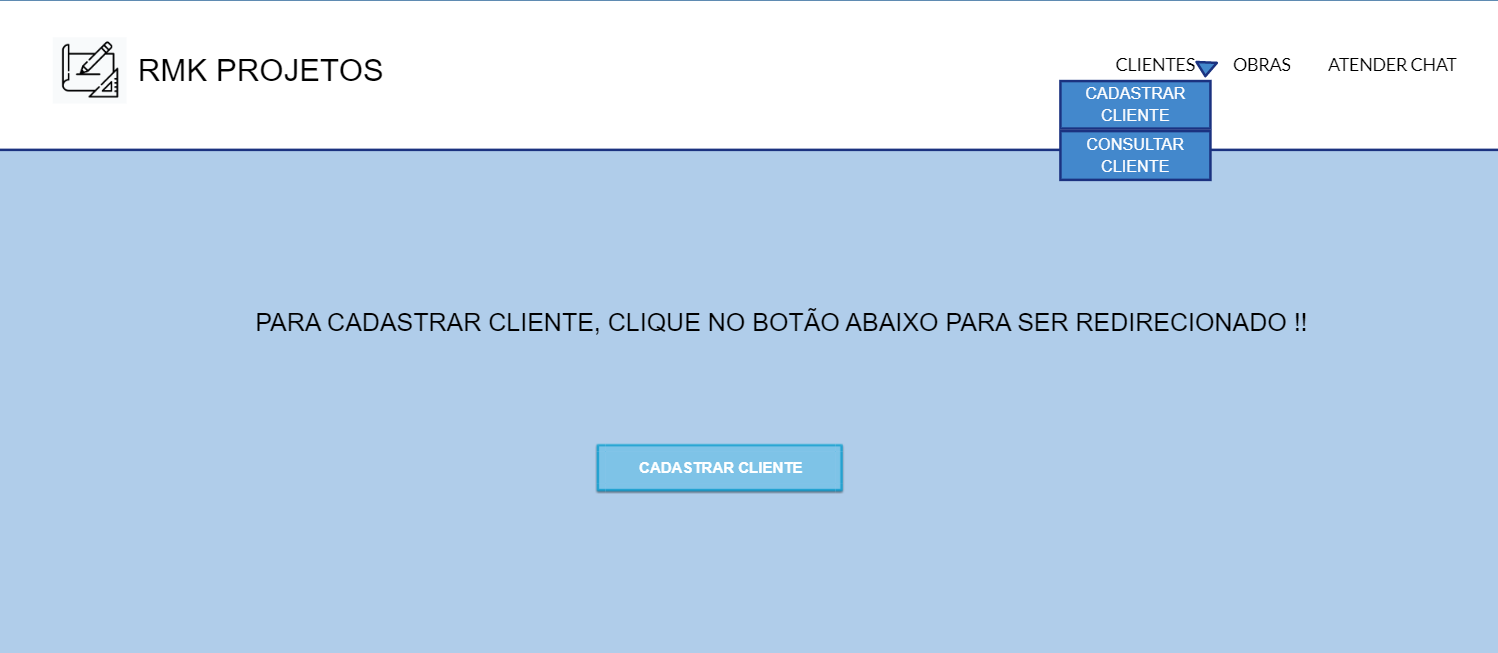 RMK PROJETOS
CLIENTES
OBRAS
ATENDER CHAT
CADASTRAR
CLIENTE
CONSULTAR
CLIENTE
PARA CADASTRAR CLIENTE, CLIQUE NO BOTÃO ABAIXO PARA SER REDIRECIONADO !!
CADASTRAR CLIENTE